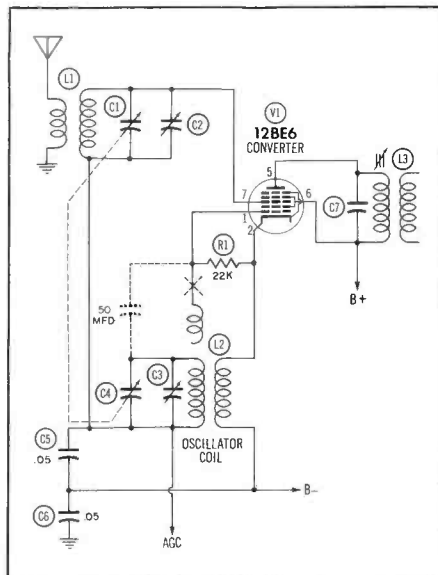 L1
C1
C2
V1
12BE6
CONVERTER
5
L3
7
6
1
2
C7
R1
22K
B+
50
MFD
L2
C4
C3
OSCILLATOR
COIL
C5
.05
B-
C6
.05
AGC